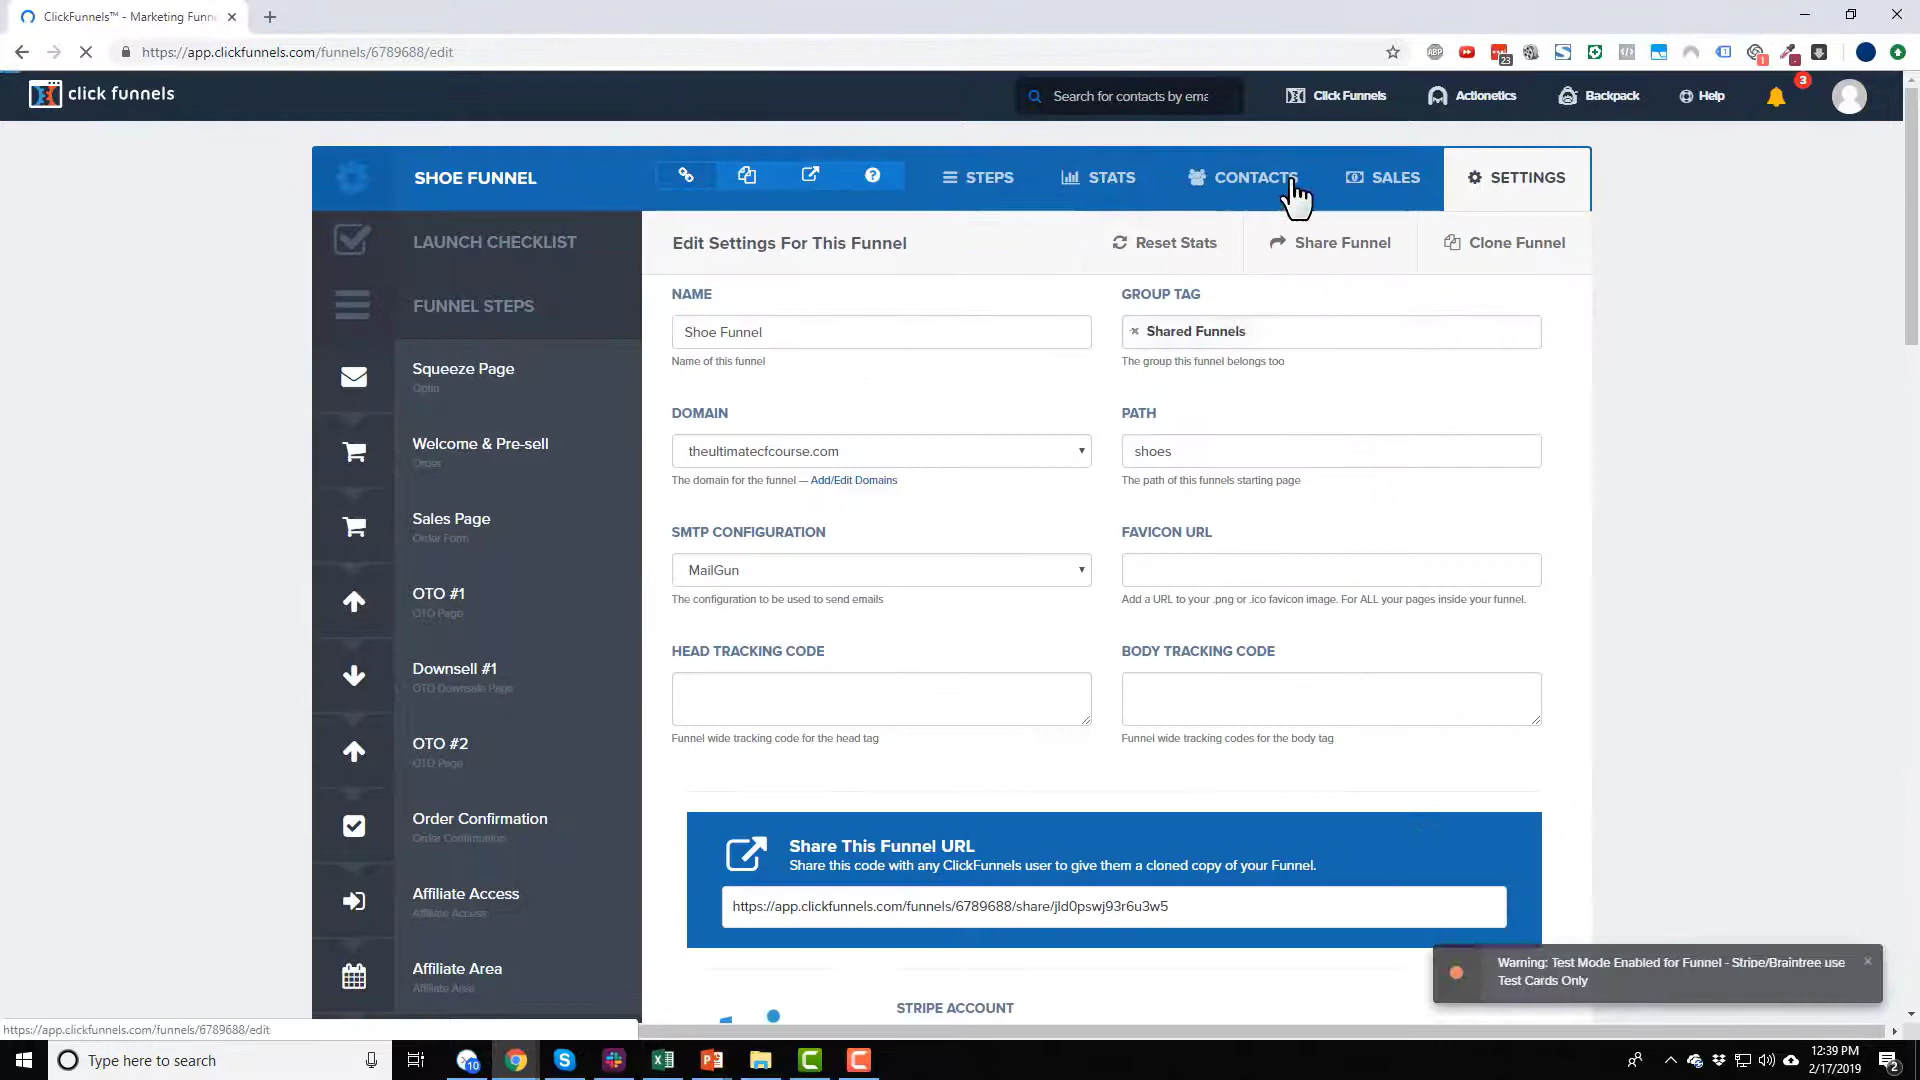 ClickFunnels™ - Marketing Funn
https://app.clickfunnels.com/funnels/6789688/edit
23
1
click funnels
Search for contacts by ema
Click Funnels
Actionetics
Backpack
Help
3
SHOE FUNNEL
STEPS
STATS
CONTACTS
SALES
SETTINGS
LAUNCH CHECKLIST
Edit Settings For This Funnel
Reset Stats
Share Funnel
Clone Funnel
FUNNEL STEPS
Squeeze Page
Optin
Welcome & Pre-sell
Order
Sales Page
Order Form
OTO #1
OTO Page
Downsell #1
OTO Downsale Page
OTO #2
OTO Page
Order Confirmation
Order Confirmation
Affiliate Access
Affiliate Access
Affiliate Area
Affiliate Area
NAME
Shoe Funnel
Name of this funnel
GROUP TAG
× Shared Funnels
The group this funnel belongs too
DOMAIN
theultimatecfcourse.com
The domain for the funnel — Add/Edit Domains
PATH
shoes
The path of this funnels starting page
SMTP CONFIGURATION
MailGun
The configuration to be used to send emails
FAVICON URL
Add a URL to your .png or .ico favicon image. For ALL your pages inside your funnel.
HEAD TRACKING CODE
Funnel wide tracking code for the head tag
BODY TRACKING CODE
Funnel wide tracking codes for the body tag
Share This Funnel URL
Share this code with any ClickFunnels user to give them a cloned copy of your Funnel.
https://app.clickfunnels.com/funnels/6789688/share/jld0pswj93r6u3w5
STRIPE ACCOUNT
Warning: Test Mode Enabled for Funnel - Stripe/Braintree use
Test Cards Only
https://app.clickfunnels.com/funnels/6789688/edit
Type here to search
10
12:39 PM
2/17/2019
2